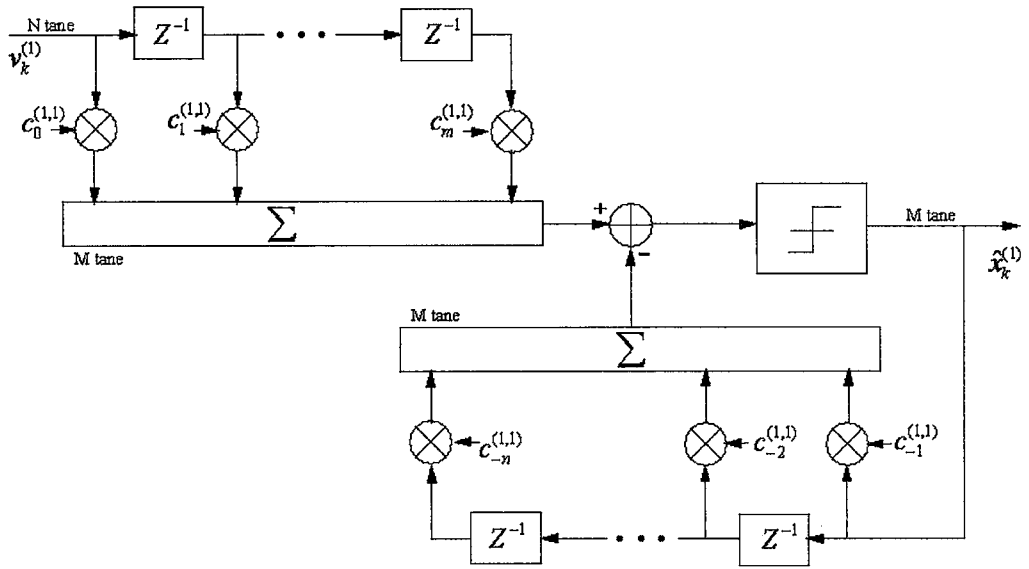 N tane
Z⁻¹ • • • Z⁻¹
v_k^(1)
c_0^(1,1) c_1^(1,1) c_m^(1,1)
Σ
+
-
M tane
M tane
x̂_k^(1)
M tane
Σ
c_{-n}^(1,1) c_{-2}^(1,1) c_{-1}^(1,1)
Z⁻¹ • • • Z⁻¹